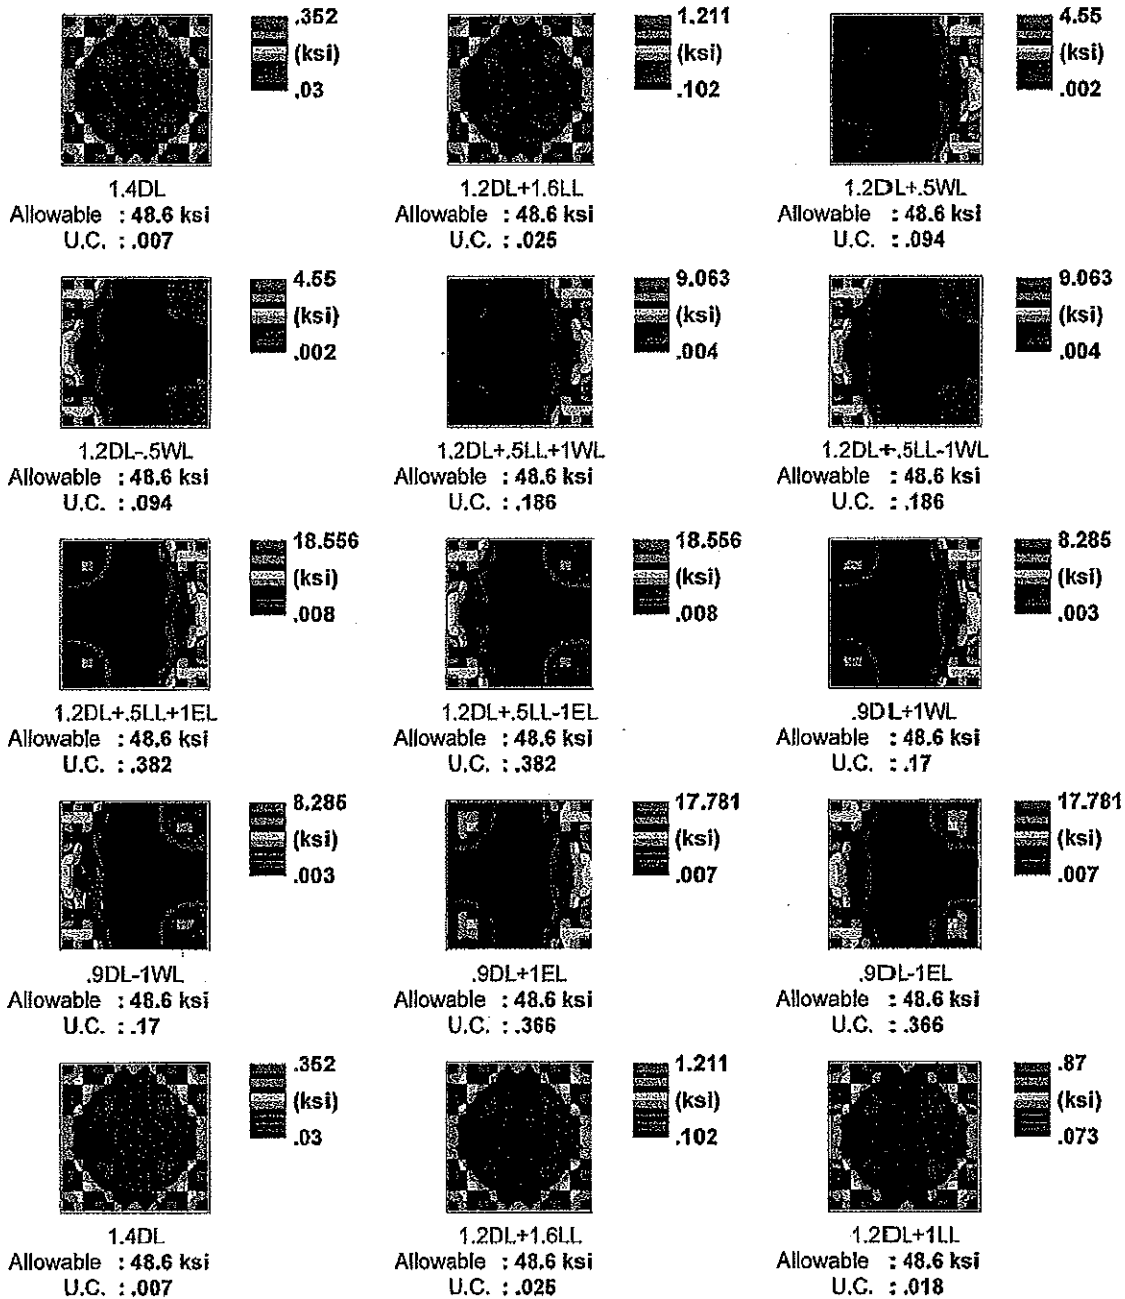 .352
(ksi)
.03
1.4DL
Allowable : 48.6 ksi
U.C. : .007
1.211
(ksi)
.102
1.2DL+1.6LL
Allowable : 48.6 ksi
U.C. : .025
4.55
(ksi)
.002
1.2DL+.5WL
Allowable : 48.6 ksi
U.C. : .094
4.55
(ksi)
.002
1.2DL-.5WL
Allowable : 48.6 ksi
U.C. : .094
9.063
(ksi)
.004
1.2DL+.5LL+1WL
Allowable : 48.6 ksi
U.C. : .186
9.063
(ksi)
.004
1.2DL+.5LL-1WL
Allowable : 48.6 ksi
U.C. : .186
18.556
(ksi)
.008
1.2DL+.5LL+1EL
Allowable : 48.6 ksi
U.C. : .382
18.556
(ksi)
.008
1.2DL+.5LL-1EL
Allowable : 48.6 ksi
U.C. : .382
8.285
(ksi)
.003
.9DL+1WL
Allowable : 48.6 ksi
U.C. : .17
8.285
(ksi)
.003
.9DL-1WL
Allowable : 48.6 ksi
U.C. : .17
17.781
(ksi)
.007
.9DL+1EL
Allowable : 48.6 ksi
U.C. : .366
17.781
(ksi)
.007
.9DL-1EL
Allowable : 48.6 ksi
U.C. : .366
.352
(ksi)
.03
1.4DL
Allowable : 48.6 ksi
U.C. : .007
1.211
(ksi)
.102
1.2DL+1.6LL
Allowable : 48.6 ksi
U.C. : .025
.87
(ksi)
.073
1.2DL+1LL
Allowable : 48.6 ksi
U.C. : .018